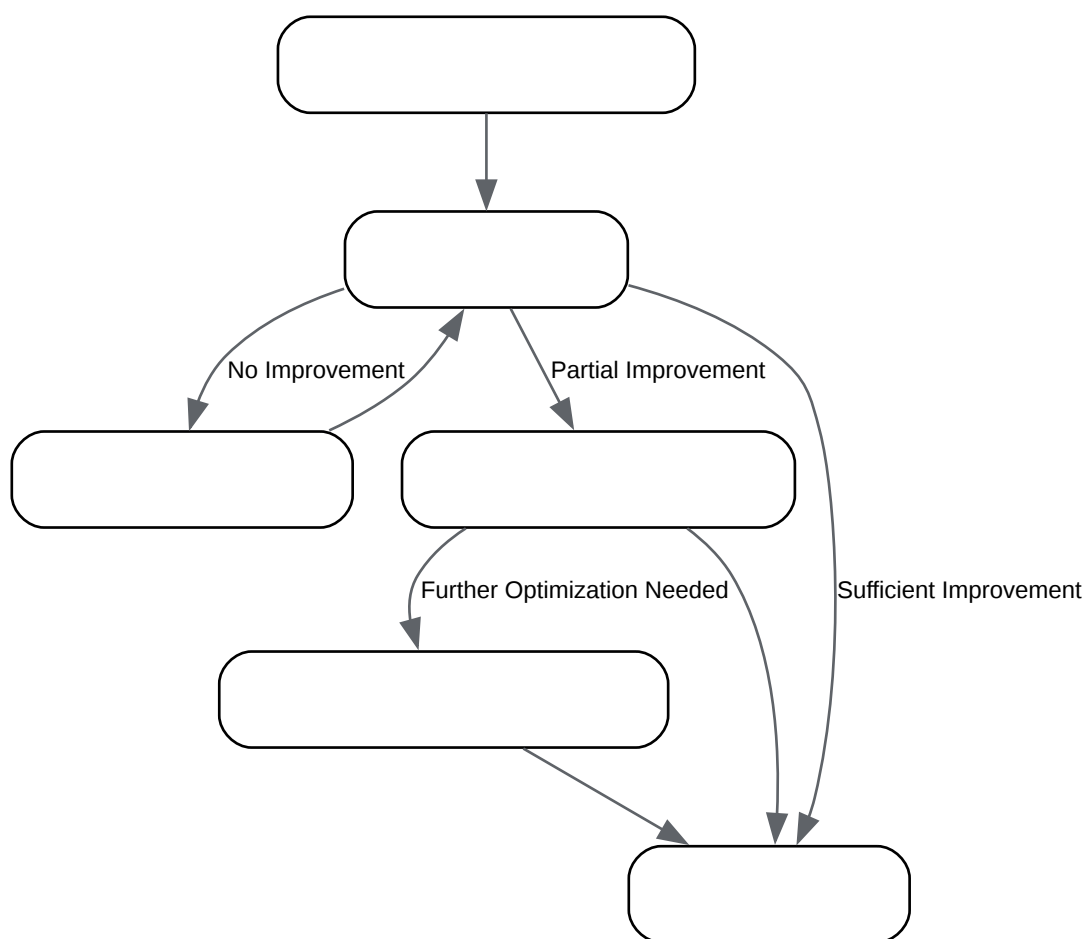 No Improvement
Partial Improvement
Further Optimization Needed
Sufficient Improvement